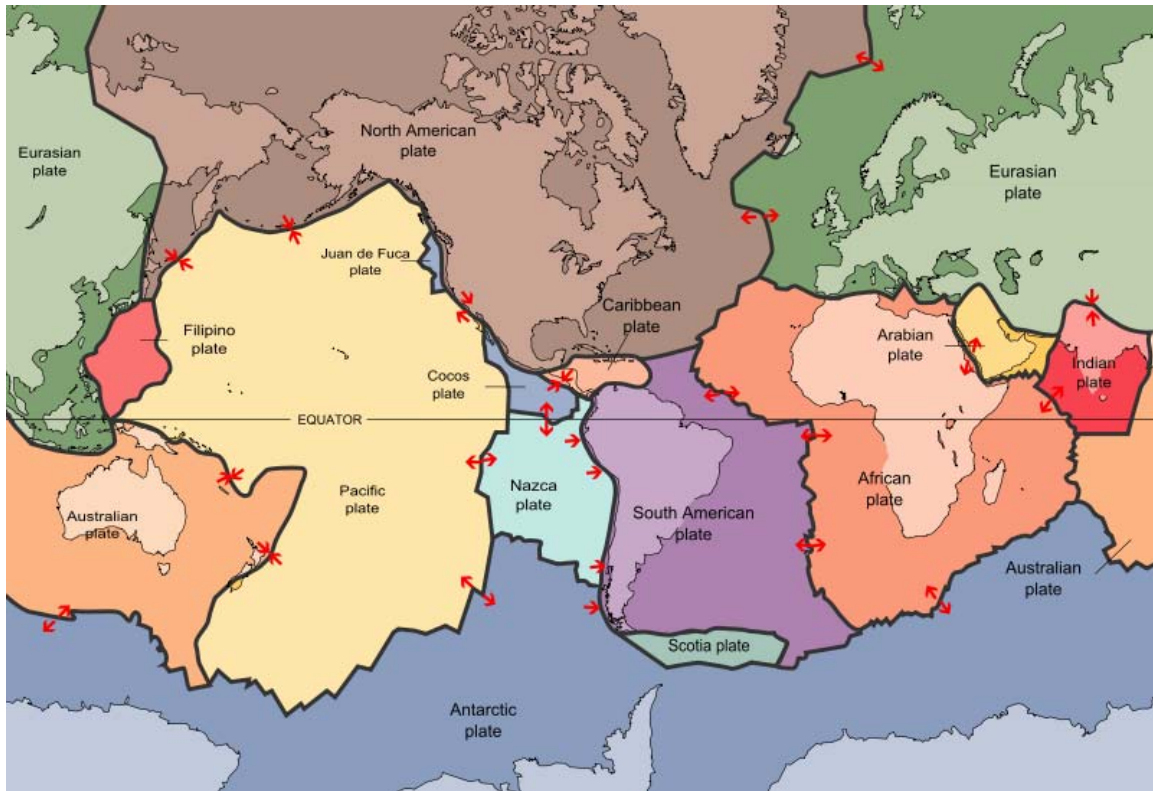 North American
plate
Eurasian
plate
Eurasian
plate
Juan de Fuca
plate
Caribbean
plate
Filipino
plate
Arabian
plate
Indian
plate
Cocos
plate
EQUATOR
Pacific
plate
Nazca
plate
African
plate
Australian
plate
South American
plate
Australian
plate
Scotia plate
Antarctic
plate